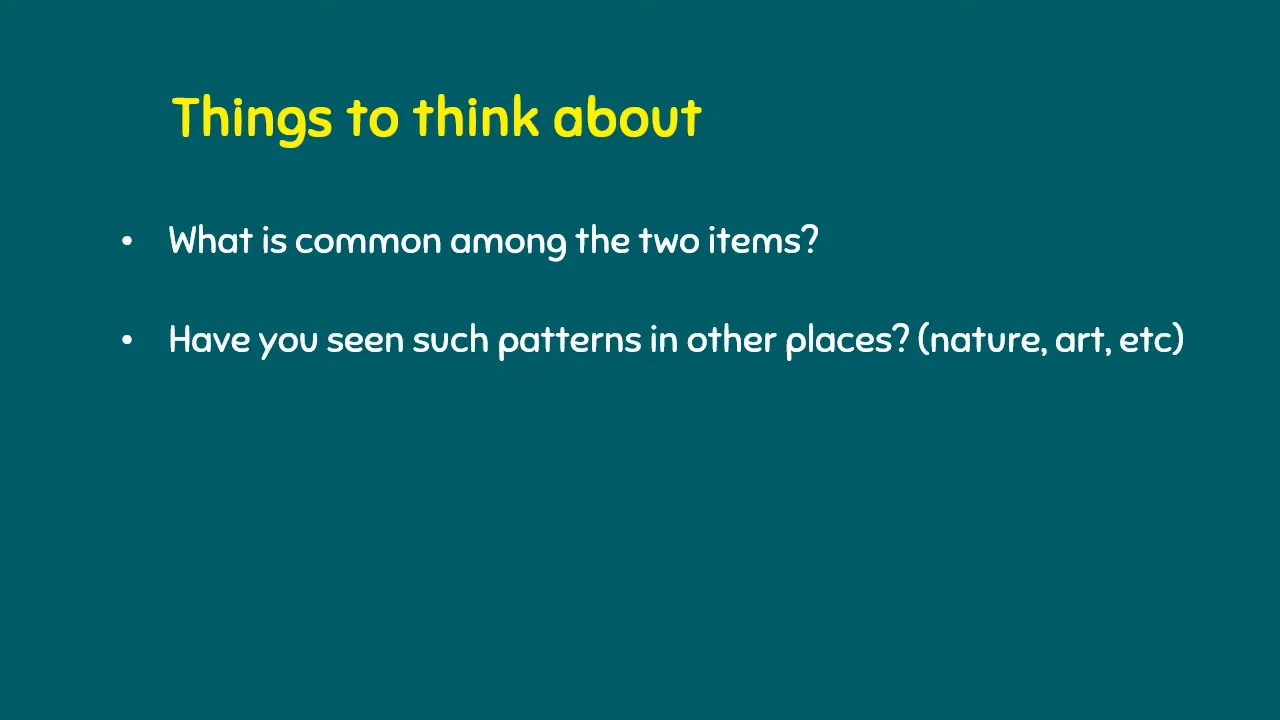 Things to think about
• What is common among the two items?
• Have you seen such patterns in other places? (nature, art, etc)